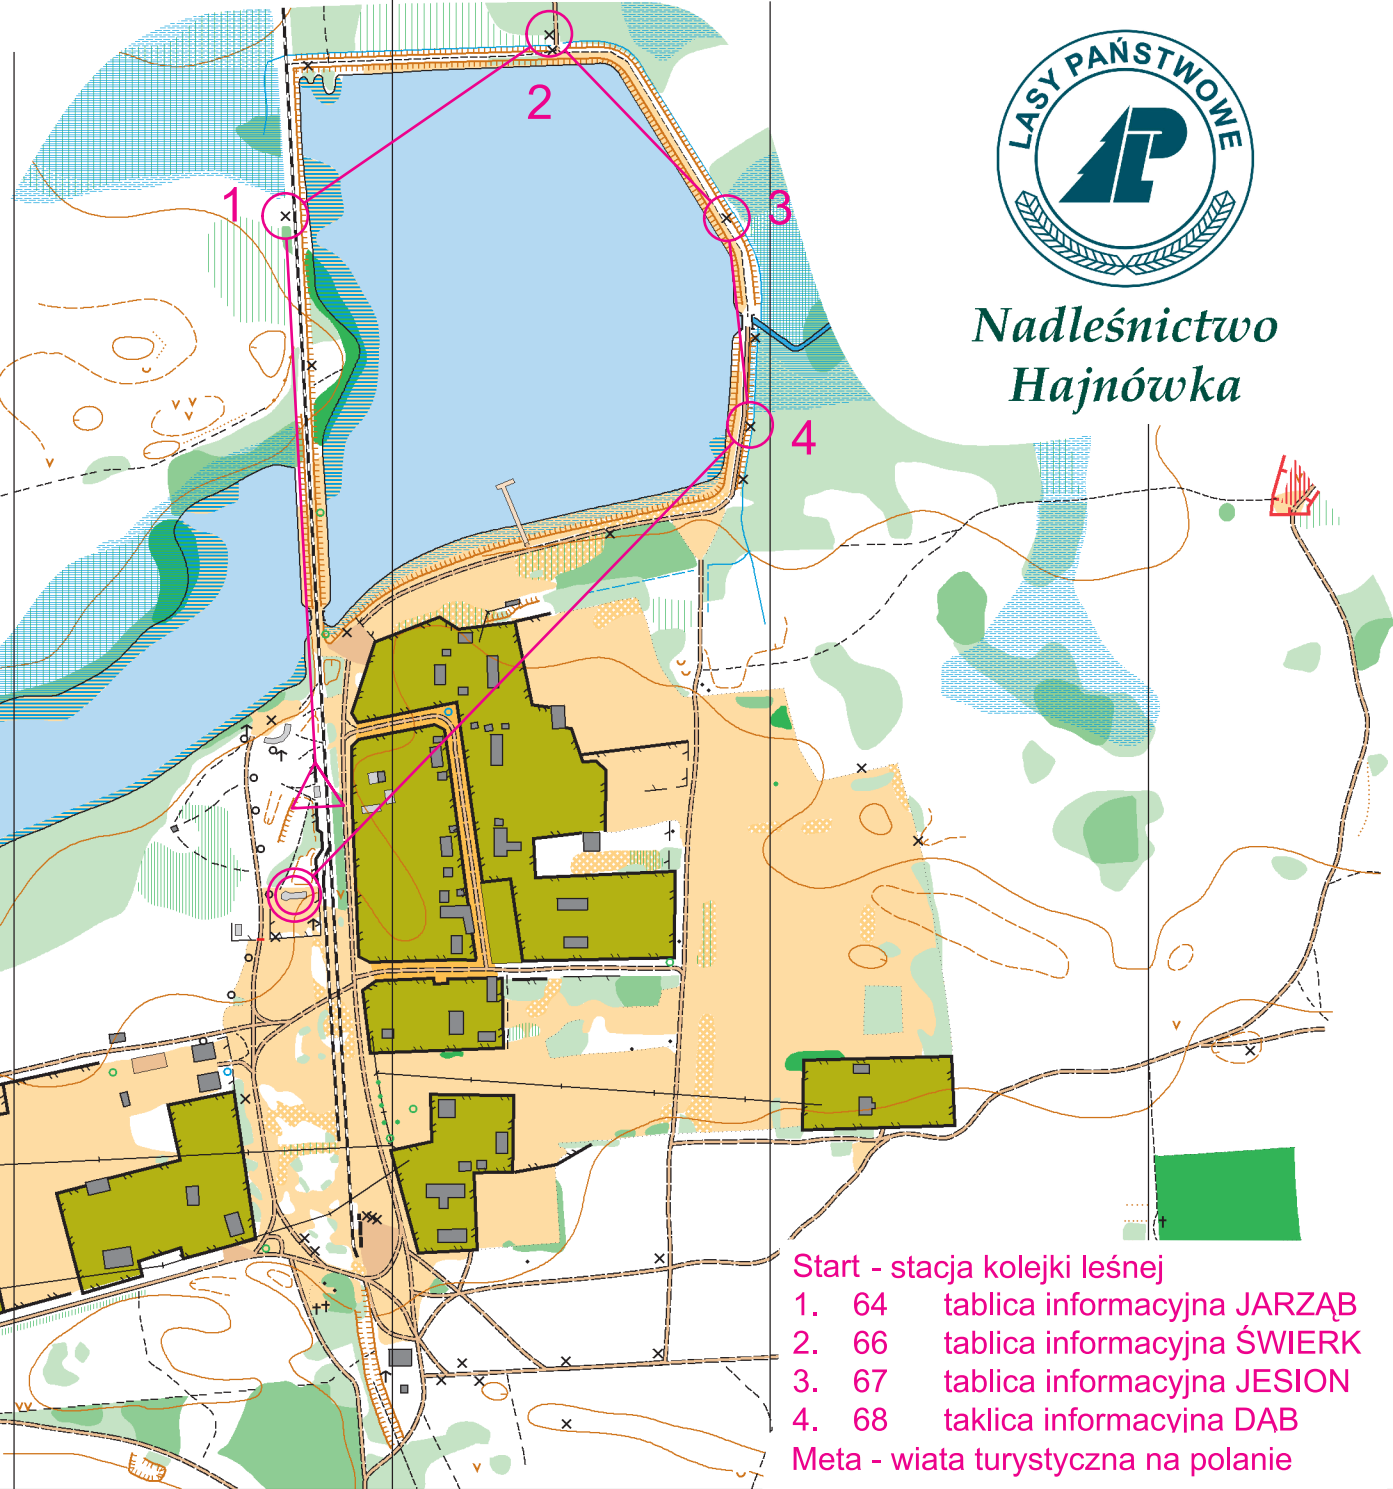 LASY PAŃSTWOWE
Nadleśnictwo
Hajnówka
1
2
3
4
Start - stacja kolejki leśnej
1. 64 tablica informacyjna JARZĄB
2. 66 tablica informacyjna ŚWIERK
3. 67 tablica informacyjna JESION
4. 68 taklica informacyjna DĄB
Meta - wiata turystyczna na polanie